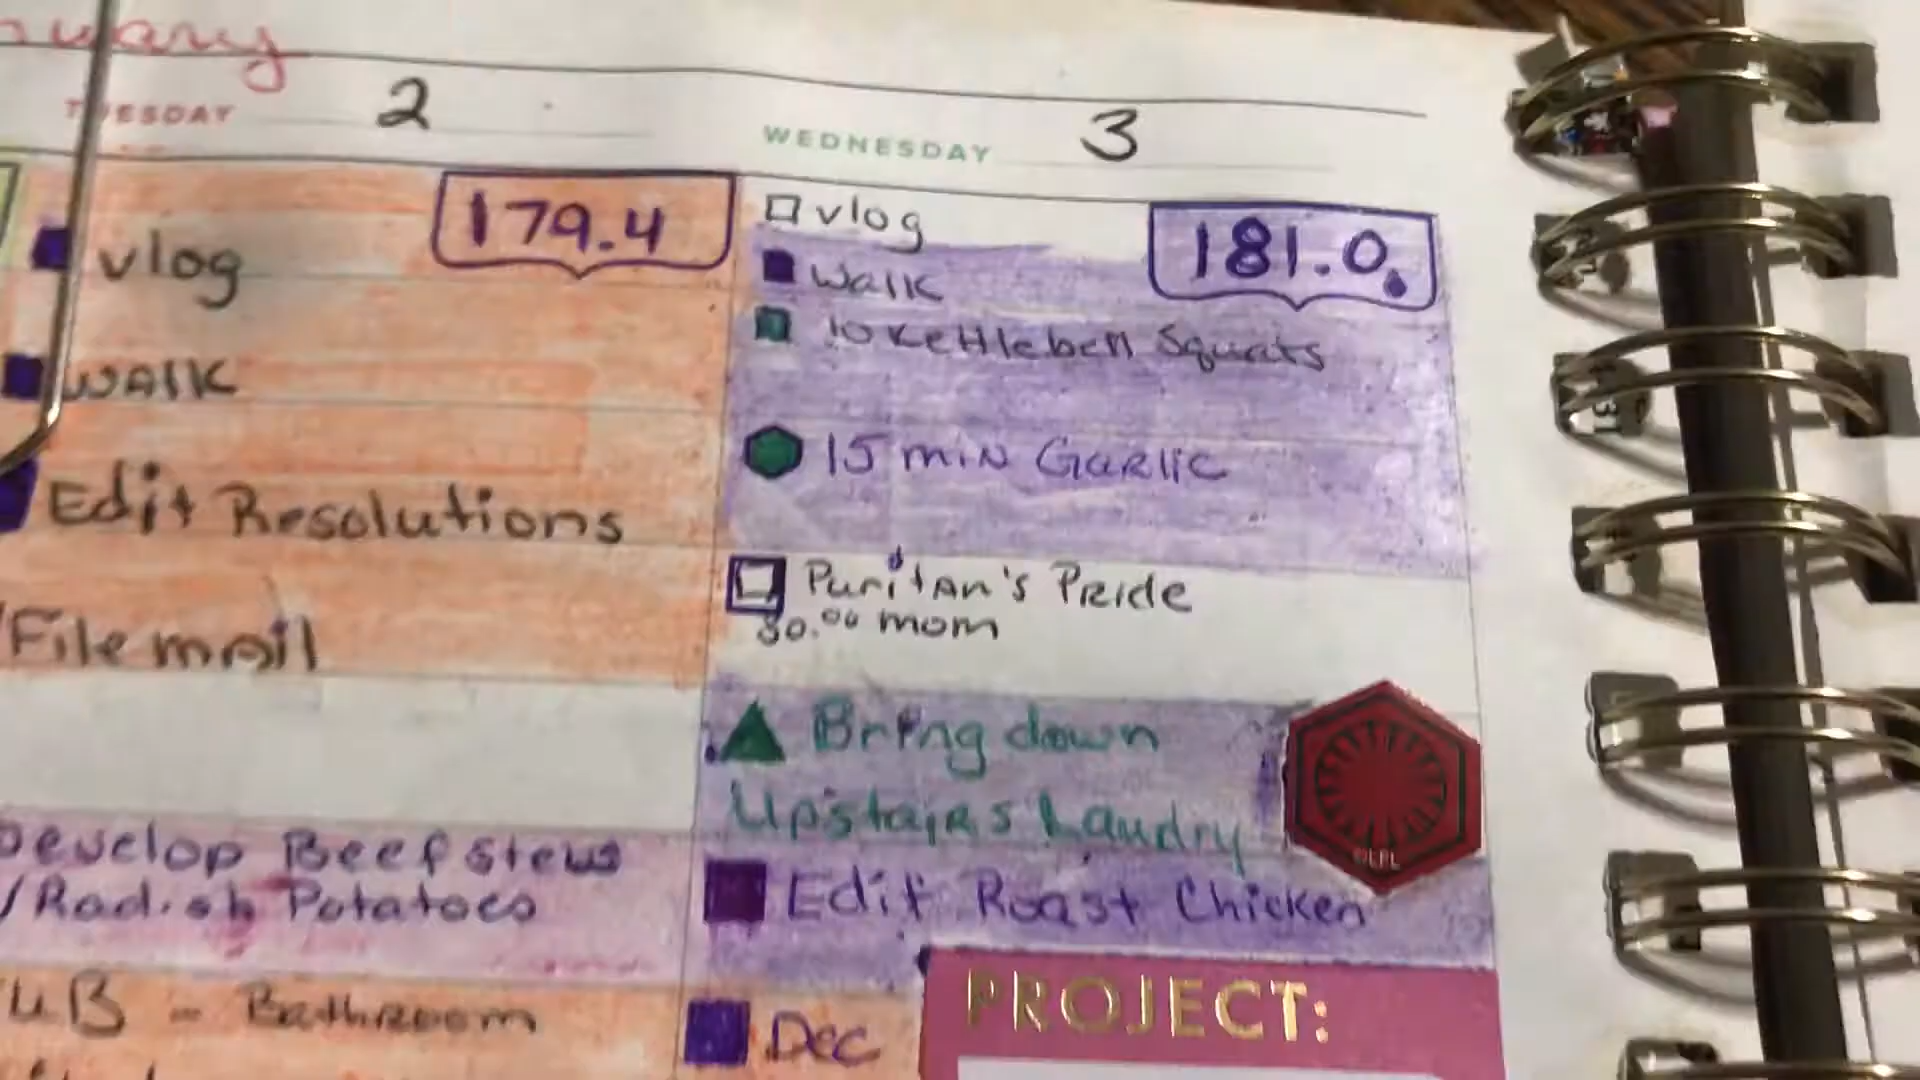 TUESDAY 2
179.4
vlog
WALK
Edit Resolutions
File mail
Develop Beef stew
/Radish Potatoes
Bathroom
WEDNESDAY 3
181.0
vlog
Walk
10 Kettlebell Squats
15 min Garlic
Puritan's Pride
30.00 mom
Bring down
Upstairs Laundry
Edit Roast Chicken
Dec
PROJECT: